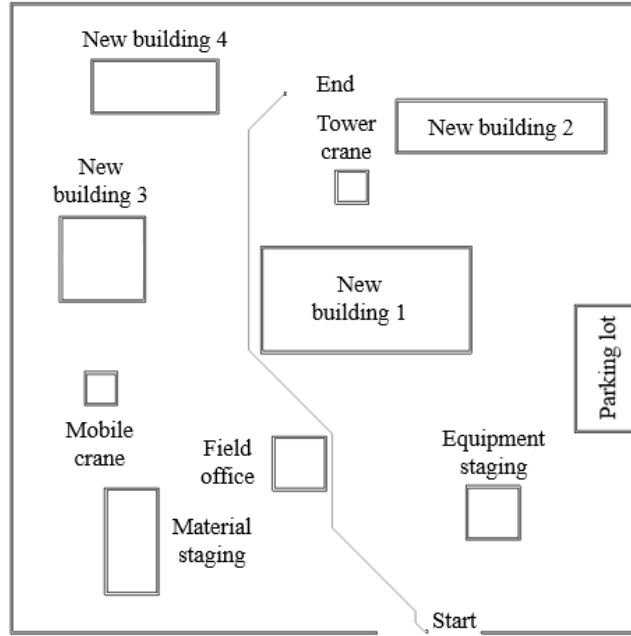 New building 4
End
Tower
crane
New building 2
New
building 3
New
building 1
Parking lot
Mobile
crane
Field
office
Equipment
staging
Material
staging
Start